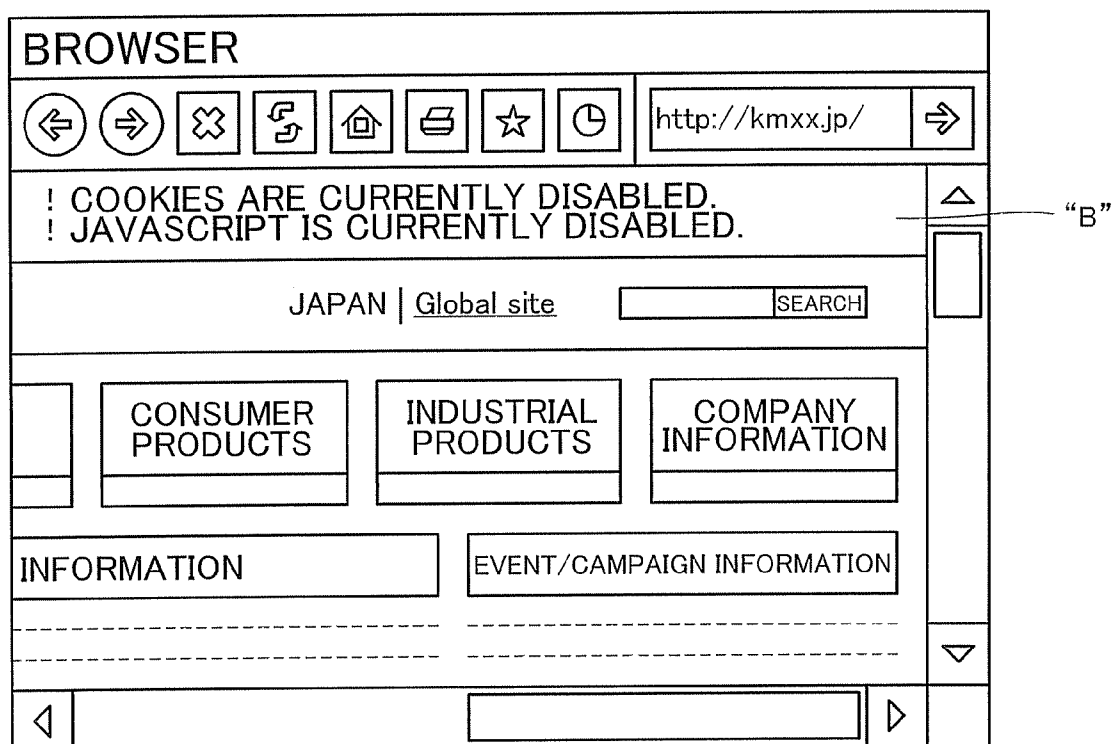 BROWSER
http://kmxx.jp/
! COOKIES ARE CURRENTLY DISABLED.
! JAVASCRIPT IS CURRENTLY DISABLED.
“B”
JAPAN | Global site
SEARCH
CONSUMER
PRODUCTS
INDUSTRIAL
PRODUCTS
COMPANY
INFORMATION
INFORMATION
EVENT/CAMPAIGN INFORMATION